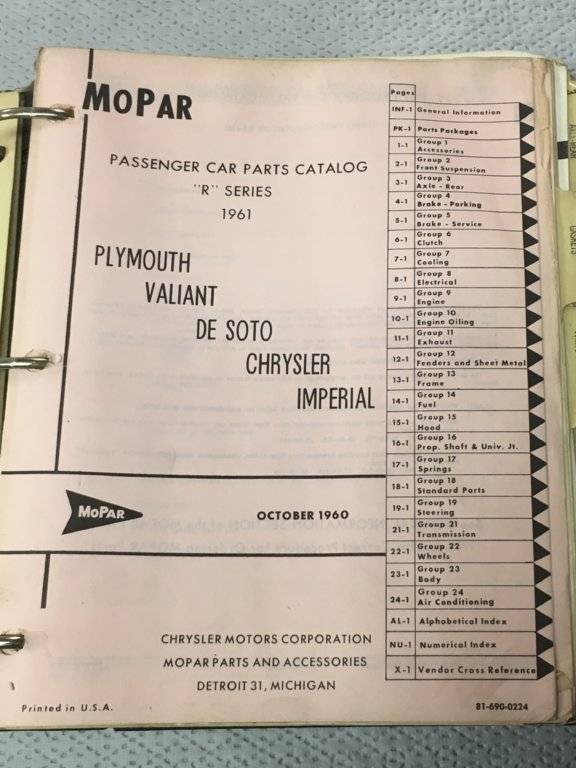 MOPAR
PASSENGER CAR PARTS CATALOG
"R" SERIES
1961
PLYMOUTH
VALIANT
DE SOTO
CHRYSLER
IMPERIAL
MOPAR
OCTOBER 1960
CHRYSLER MOTORS CORPORATION
MOPAR PARTS AND ACCESSORIES
DETROIT 31, MICHIGAN
Printed in U.S.A.
81-690-0224
Pages
INF-1 General Information
PK-1 Parts Packages
1-1 Group 1
Accessories
2-1 Group 2
Front Suspension
3-1 Group 3
Axle - Rear
4-1 Group 4
Brake - Parking
5-1 Group 5
Brake - Service
6-1 Group 6
Clutch
7-1 Group 7
Cooling
8-1 Group 8
Electrical
9-1 Group 9
Engine
10-1 Group 10
Engine Oiling
11-1 Group 11
Exhaust
12-1 Group 12
Fenders and Sheet Metal
13-1 Group 13
Frame
14-1 Group 14
Fuel
15-1 Group 15
Hood
16-1 Group 16
Prop. Shaft & Univ. Jt.
17-1 Group 17
Springs
18-1 Group 18
Standard Parts
19-1 Group 19
Steering
21-1 Group 21
Transmission
22-1 Group 22
Wheels
23-1 Group 23
Body
24-1 Group 24
Air Conditioning
AL-1 Alphabetical Index
NU-1 Numerical Index
X-1 Vendor Cross Reference